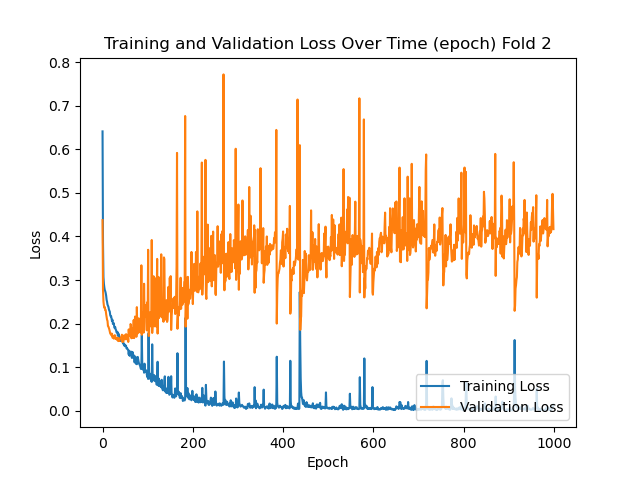 Training and Validation Loss Over Time (epoch) Fold 2
0.8
0.7
0.6
0.5
0.4
0.3
0.2
0.1
0.0
Loss
0 200 400 600 800 1000
Epoch
Training Loss
Validation Loss